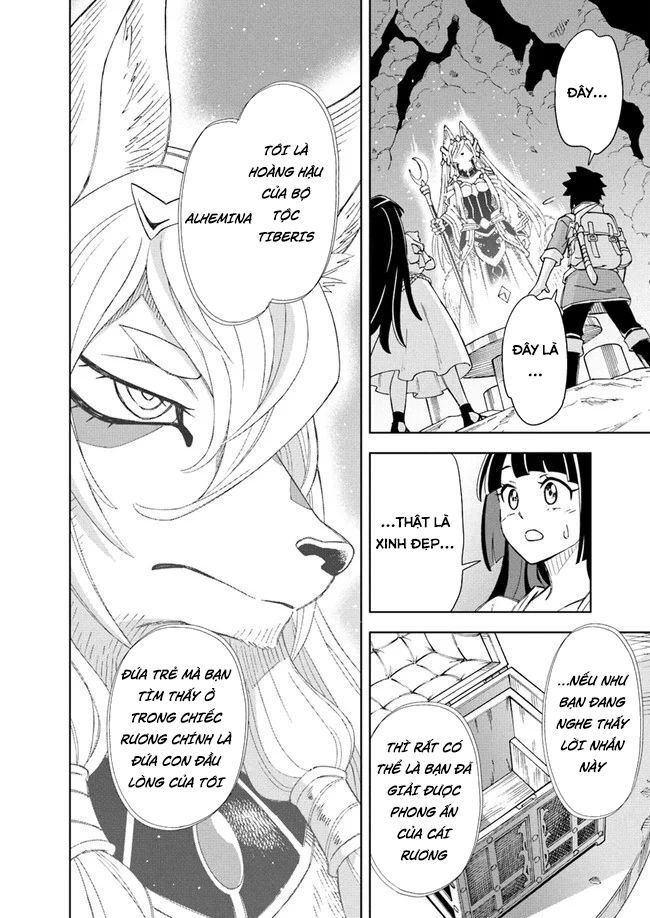 ĐÂY...
ĐÂY LÀ
...
...THẬT LÀ
XINH ĐẸP...
...NẾU NHƯ
BẠN ĐANG
NGHE THẤY
LỜI NHẮN
NÀY
THÌ RẤT CÓ
THỂ LÀ BẠN ĐÃ
GIẢI ĐƯỢC
PHONG ẤN
CỦA CÁI
RƯƠNG
TÔI LÀ
HOÀNG HẬU
CỦA BỘ
TỘC
TIBERIS
ALHEMINA
ĐỨA TRẺ MÀ BẠN
TÌM THẤY Ở
TRONG CHIẾC
RƯƠNG CHÍNH LÀ
ĐỨA CON ĐẦU
LÒNG CỦA TÔI